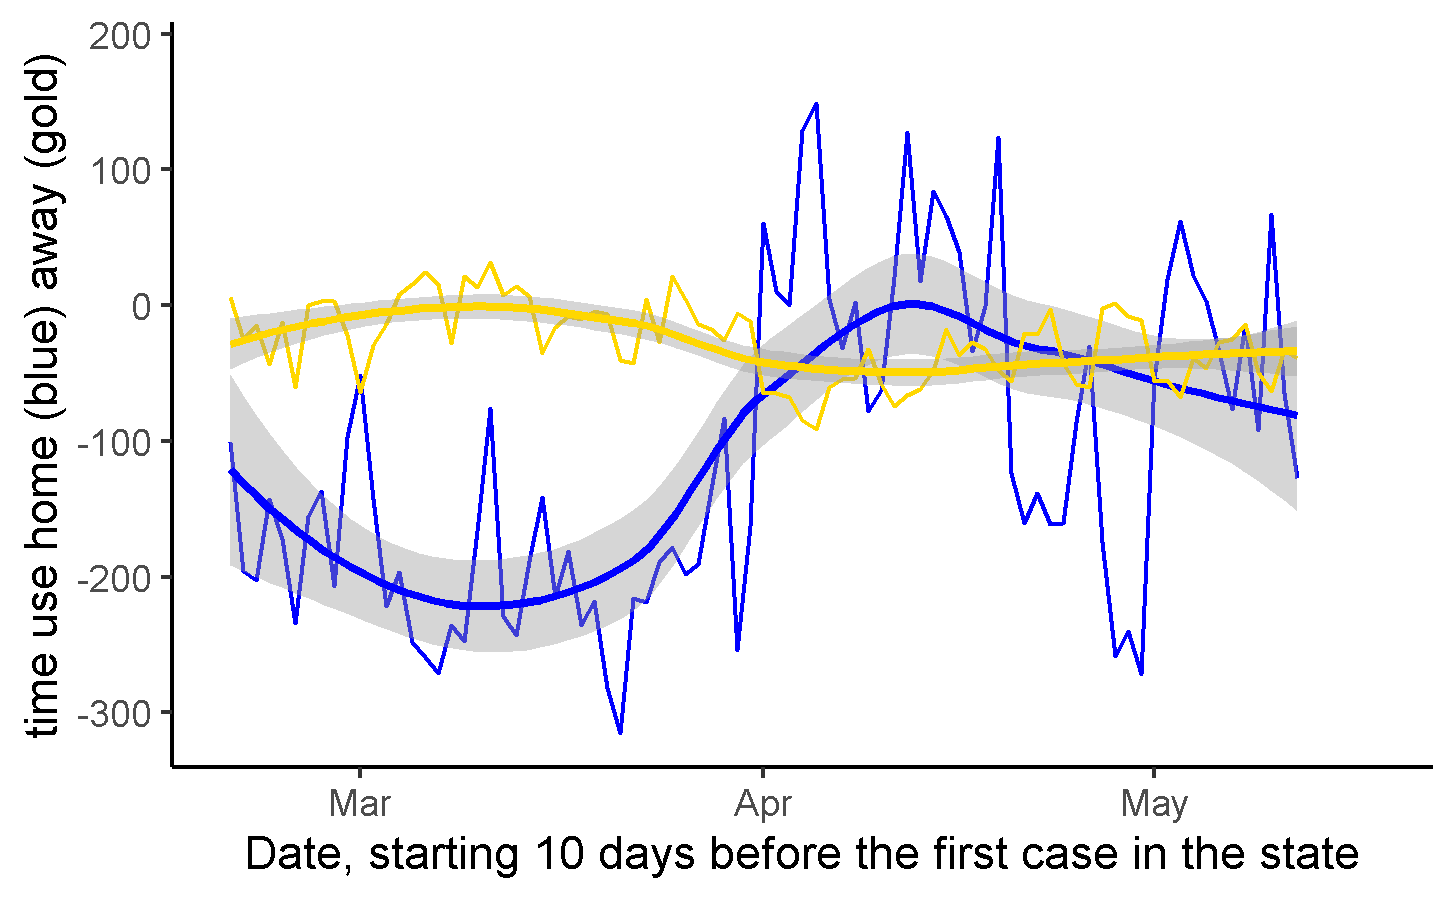 time use home (blue) away (gold)
200
100
0
-100
-200
-300
Mar
Apr
May
Date, starting 10 days before the first case in the state